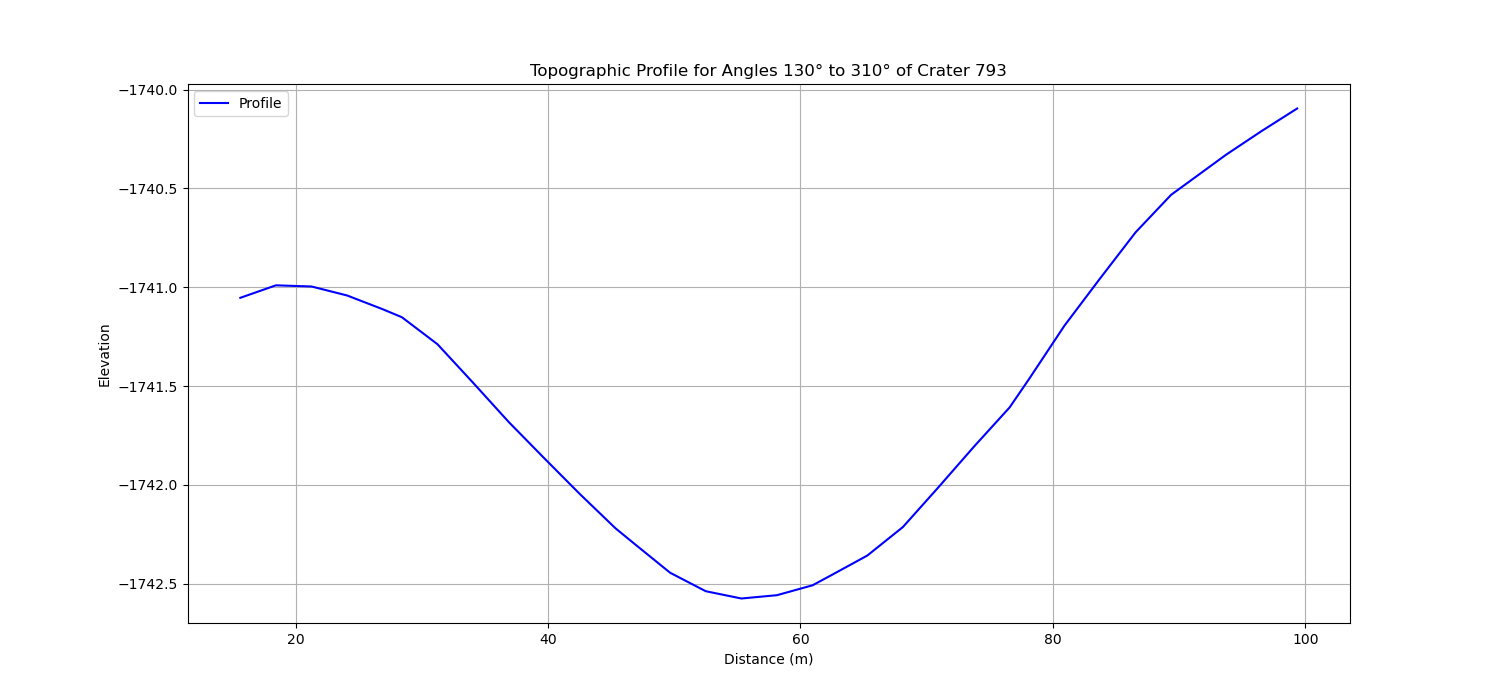 Topographic Profile for Angles 130° to 310° of Crater 793
Profile
−1740.0
−1740.5
−1741.0
−1741.5
−1742.0
−1742.5
Elevation
20 40 60 80 100
Distance (m)